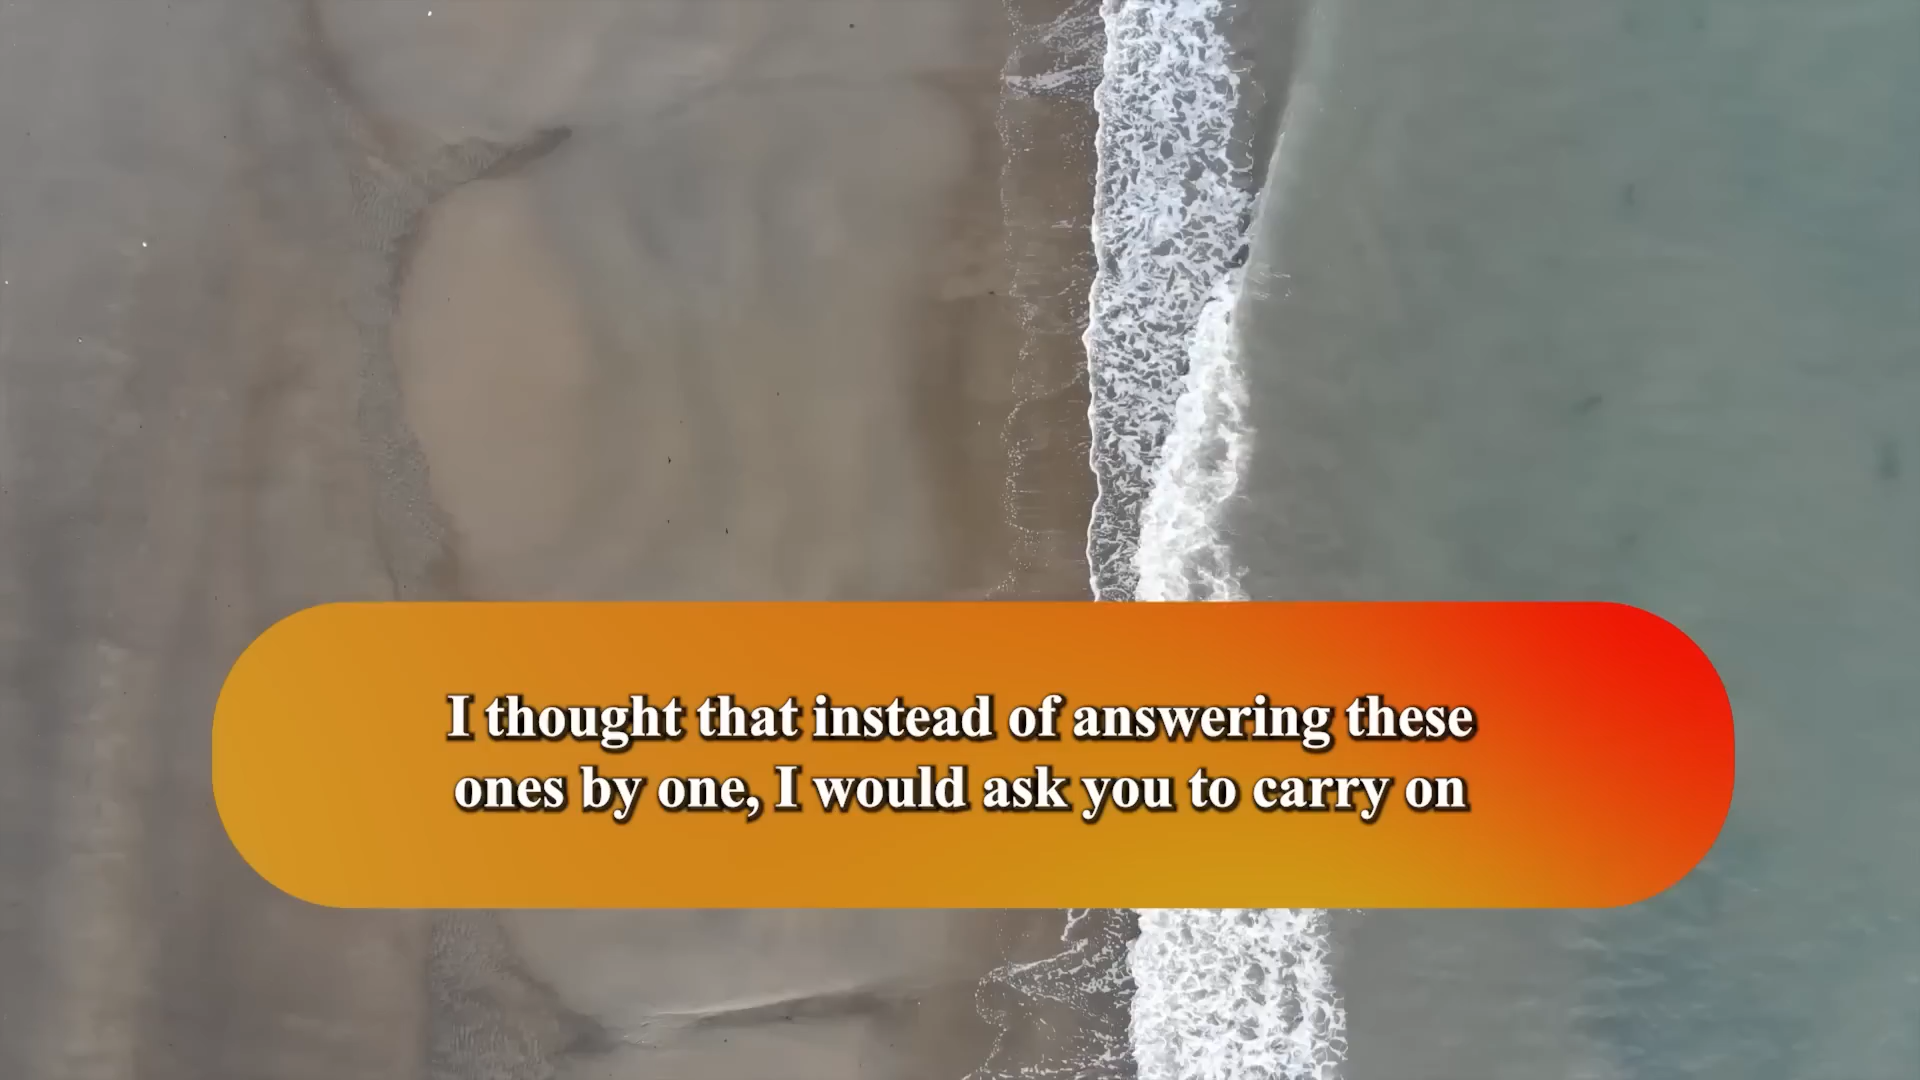 I thought that instead of answering these
ones by one, I would ask you to carry on